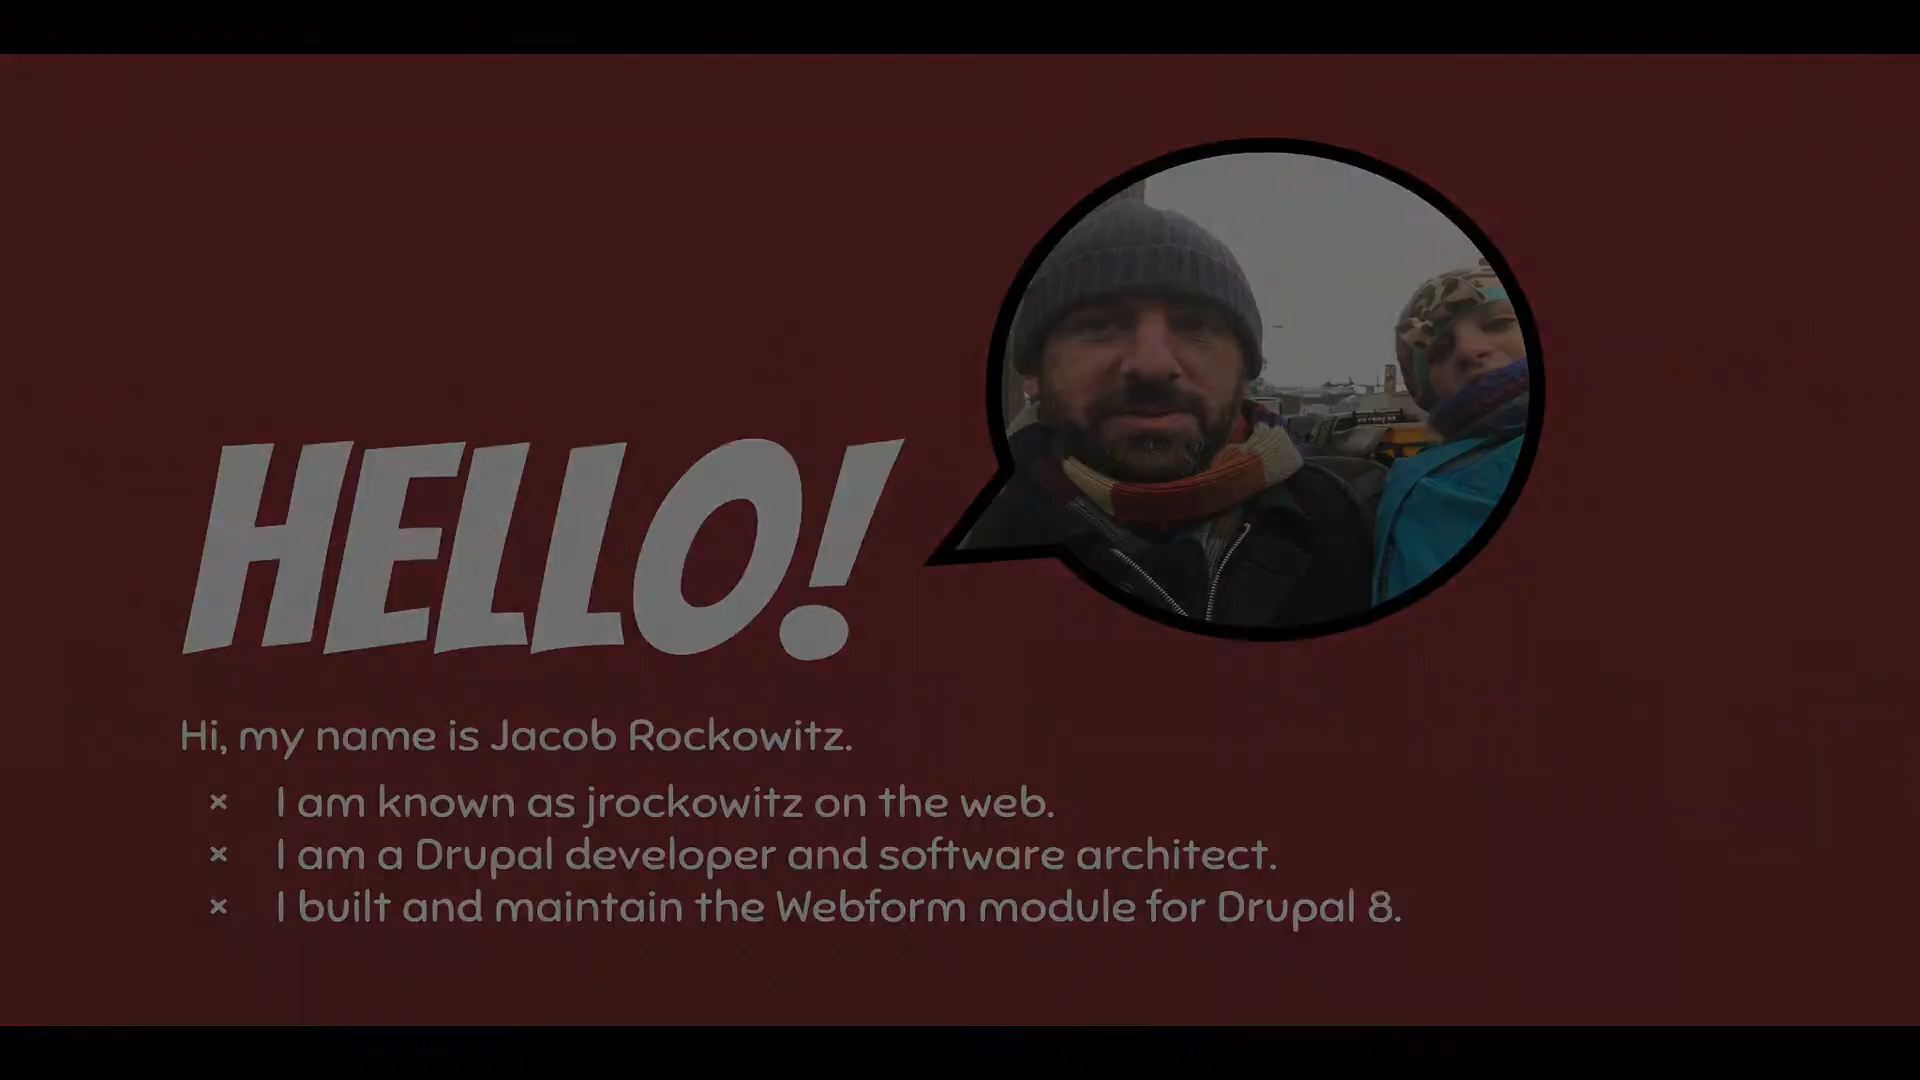 HELLO!
Hi, my name is Jacob Rockowitz.
× I am known as jrockowitz on the web.
× I am a Drupal developer and software architect.
× I built and maintain the Webform module for Drupal 8.